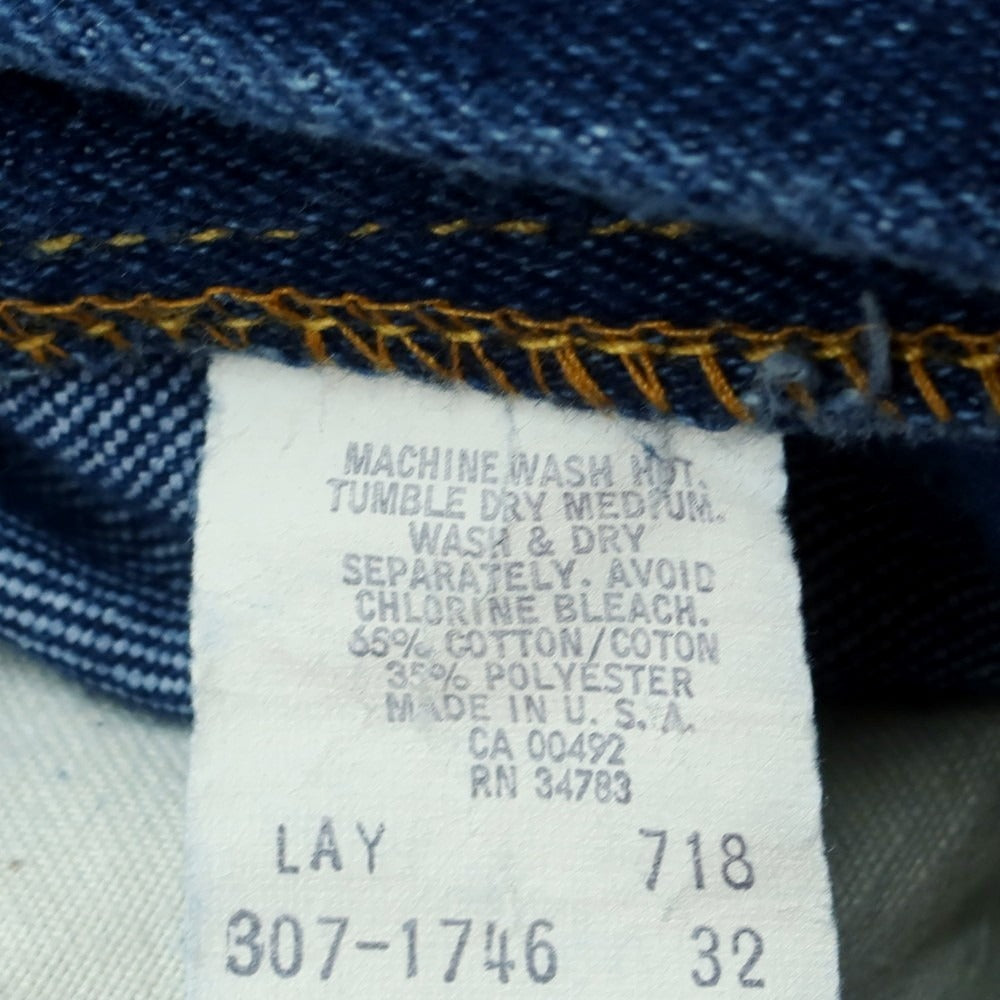 MACHINE WASH HOT.
TUMBLE DRY MEDIUM.
WASH & DRY
SEPARATELY. AVOID
CHLORINE BLEACH.
65% COTTON/COTON
35% POLYESTER
MADE IN U.S.A.
CA 00492
RN 34783
LAY 718
307-1746 32